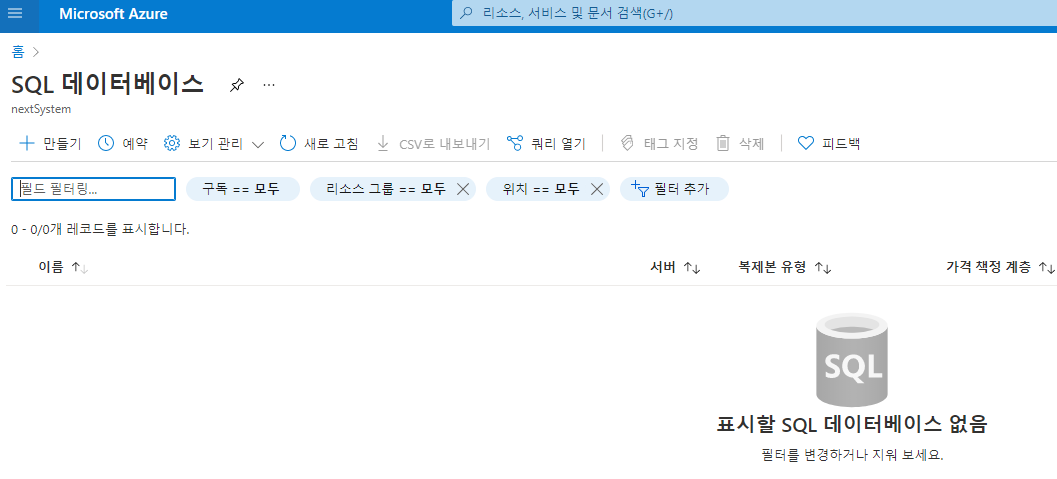 Microsoft Azure
리소스, 서비스 및 문서 검색(G+/)
홈
SQL 데이터베이스
nextSystem
만들기 예약 보기 관리 새로 고침 CSV로 내보내기 쿼리 열기 태그 지정 삭제 피드백
필드 필터링... 구독 == 모두 리소스 그룹 == 모두 위치 == 모두 필터 추가
0 - 0/0개 레코드를 표시합니다.
이름 서버 복제본 유형 가격 책정 계층
SQL
표시할 SQL 데이터베이스 없음
필터를 변경하거나 지워 보세요.